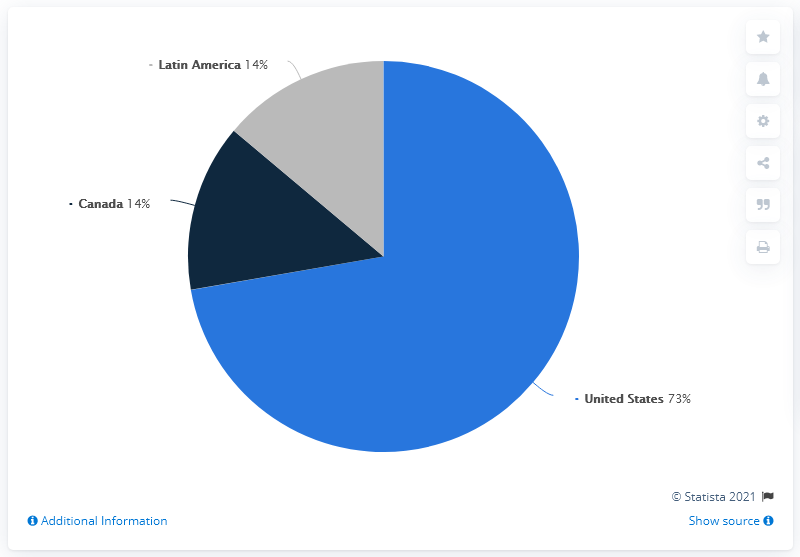 Latin America 14%
Canada 14%
United States 73%
© Statista 2021
Additional Information
Show source